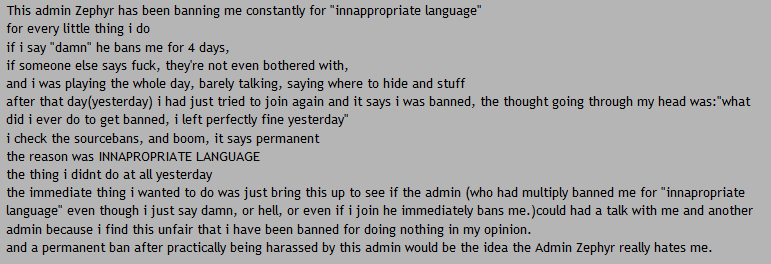 This admin Zephyr has been banning me constantly for "innappropriate language"
for every little thing i do
if i say "damn" he bans me for 4 days,
if someone else says fuck, they're not even bothered with,
and i was playing the whole day, barely talking, saying where to hide and stuff
after that day(yesterday) i had just tried to join again and it says i was banned, the thought going through my head was:"what
did i ever do to get banned, i left perfectly fine yesterday"
i check the sourcebans, and boom, it says permanent
the reason was INNAPROPRIATE LANGUAGE
the thing i didnt do at all yesterday
the immediate thing i wanted to do was just bring this up to see if the admin (who had multiply banned me for "innapropriate
language" even though i just say damn, or hell, or even if i join he immediately bans me.)could had a talk with me and another
admin because i find this unfair that i have been banned for doing nothing in my opinion.
and a permanent ban after practically being harassed by this admin would be the idea the Admin Zephyr really hates me.